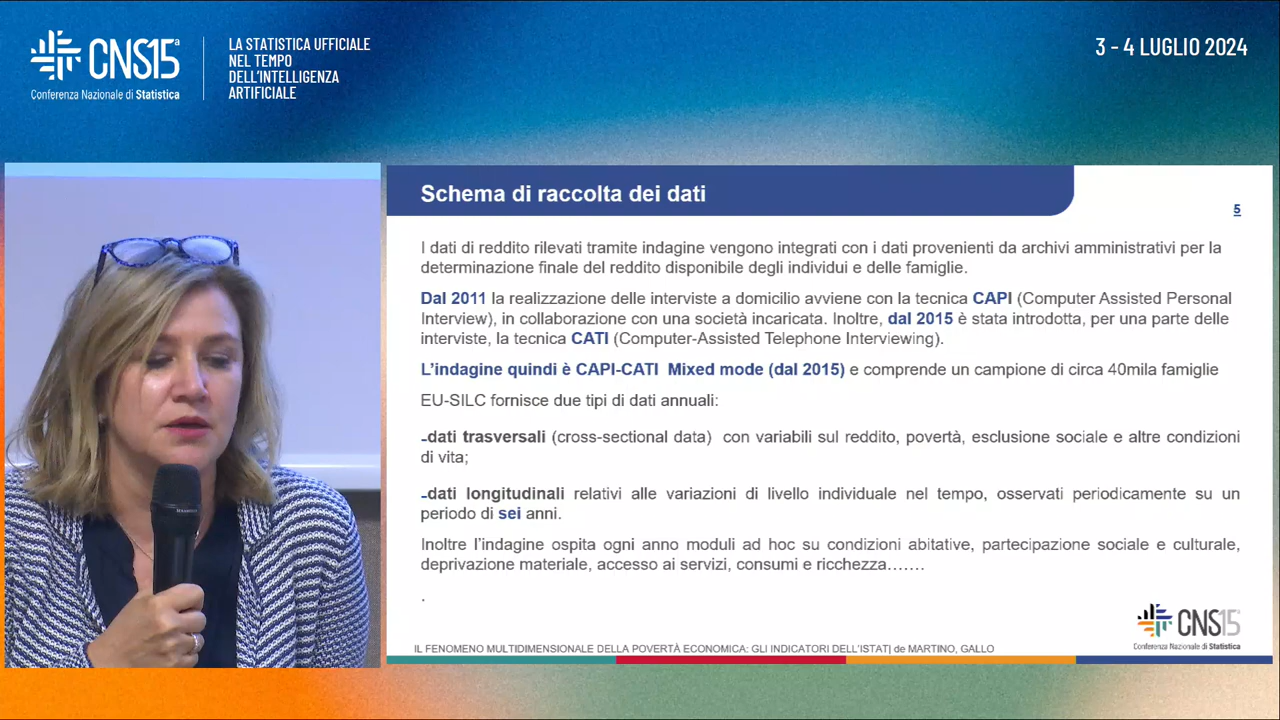 CNS15ª
Conferenza Nazionale di Statistica
LA STATISTICA UFFICIALE
NEL TEMPO
DELL'INTELLIGENZA
ARTIFICIALE
3 - 4 LUGLIO 2024
Schema di raccolta dei dati
5
I dati di reddito rilevati tramite indagine vengono integrati con i dati provenienti da archivi amministrativi per la
determinazione finale del reddito disponibile degli individui e delle famiglie.
Dal 2011 la realizzazione delle interviste a domicilio avviene con la tecnica CAPI (Computer Assisted Personal
Interview), in collaborazione con una società incaricata. Inoltre, dal 2015 è stata introdotta, per una parte delle
interviste, la tecnica CATI (Computer-Assisted Telephone Interviewing).
L'indagine quindi è CAPI-CATI Mixed mode (dal 2015) e comprende un campione di circa 40mila famiglie
EU-SILC fornisce due tipi di dati annuali:
-dati trasversali (cross-sectional data) con variabili sul reddito, povertà, esclusione sociale e altre condizioni
di vita;
-dati longitudinali relativi alle variazioni di livello individuale nel tempo, osservati periodicamente su un
periodo di sei anni.
Inoltre l'indagine ospita ogni anno moduli ad hoc su condizioni abitative, partecipazione sociale e culturale,
deprivazione materiale, accesso ai servizi, consumi e ricchezza…….
.
CNS15ª
Conferenza Nazionale di Statistica
IL FENOMENO MULTIDIMENSIONALE DELLA POVERTÀ ECONOMICA: GLI INDICATORI DELL'ISTAT| de MARTINO, GALLO